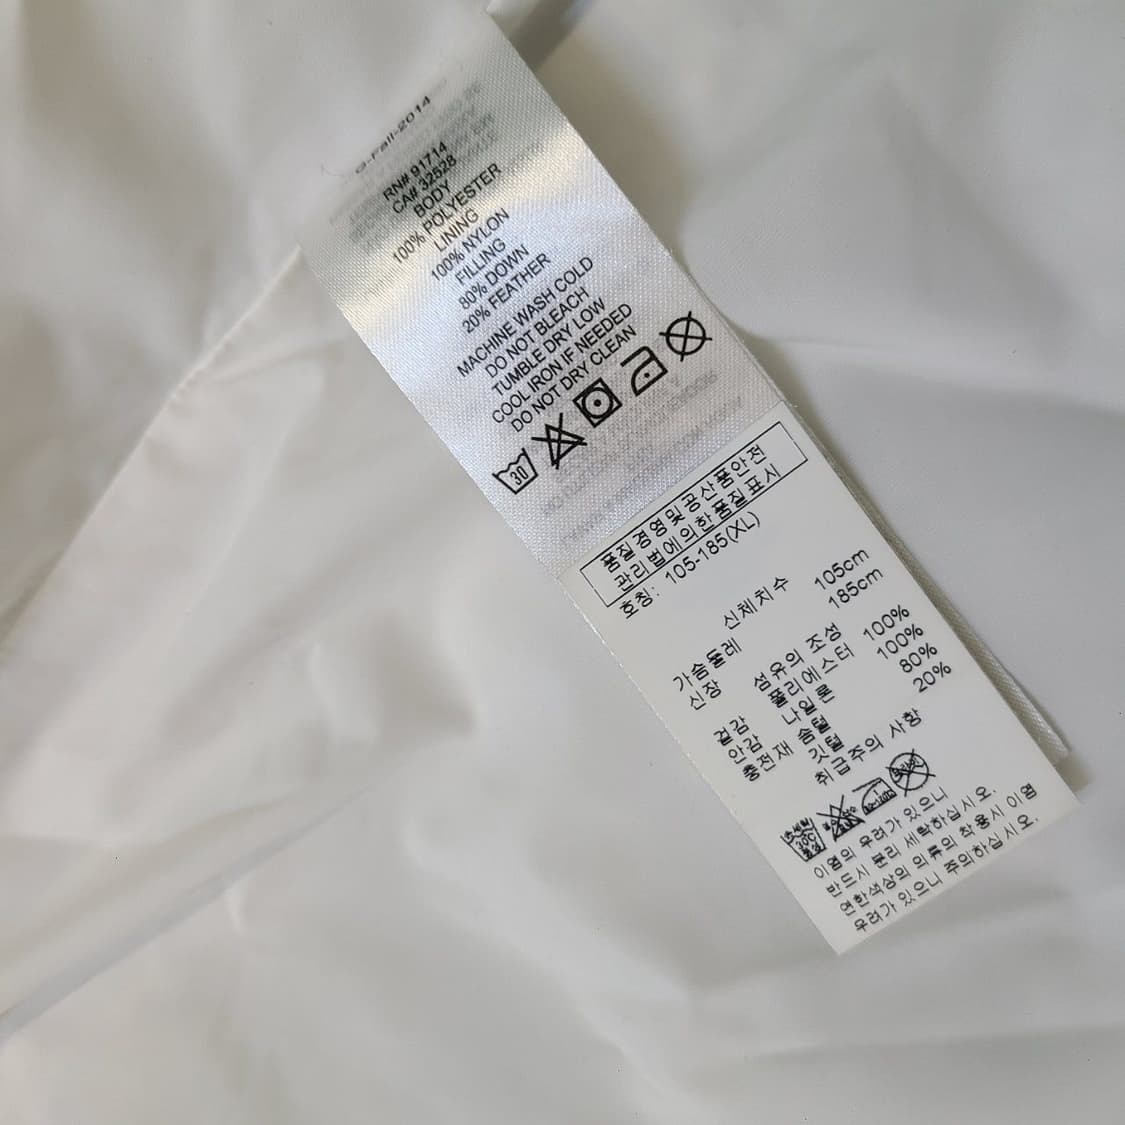 G-Fall-2014
RN# 91714
CA# 32528
BODY
100% POLYESTER
LINING
100% NYLON
FILLING
80% DOWN
20% FEATHER
MACHINE WASH COLD
DO NOT BLEACH
TUMBLE DRY LOW
COOL IRON IF NEEDED
DO NOT DRY CLEAN
30
품질경영및공산품안전
관리법에의한품질표시
호칭: 105-185(XL)
신체치수
가슴둘레 105cm
신장 185cm
섬유의 조성
겉감 폴리에스터 100%
안감 나일론 100%
충전재 솜털 80%
깃털 20%
취급주의 사항
30℃
이염의 우려가 있으니
반드시 분리 세탁하십시오.
연한색상의 의류의 착용시 이염
우려가 있으니 주의하십시오.